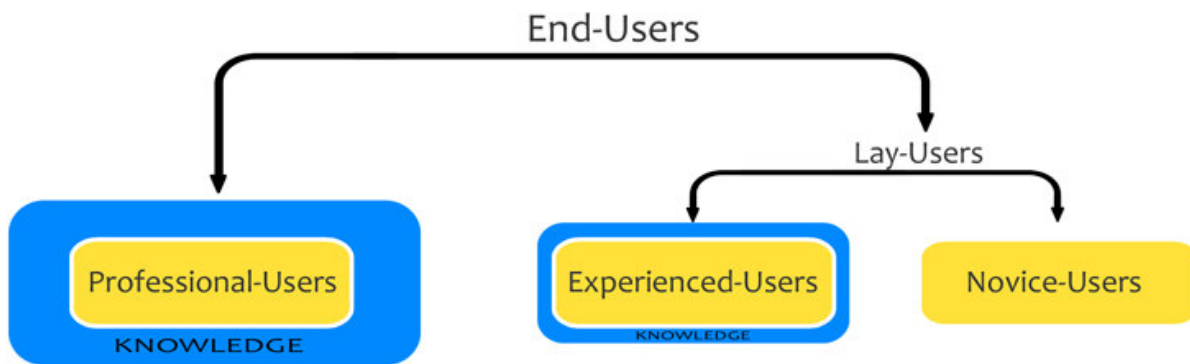 End-Users
Lay-Users
Professional-Users
KNOWLEDGE
Experienced-Users
KNOWLEDGE
Novice-Users